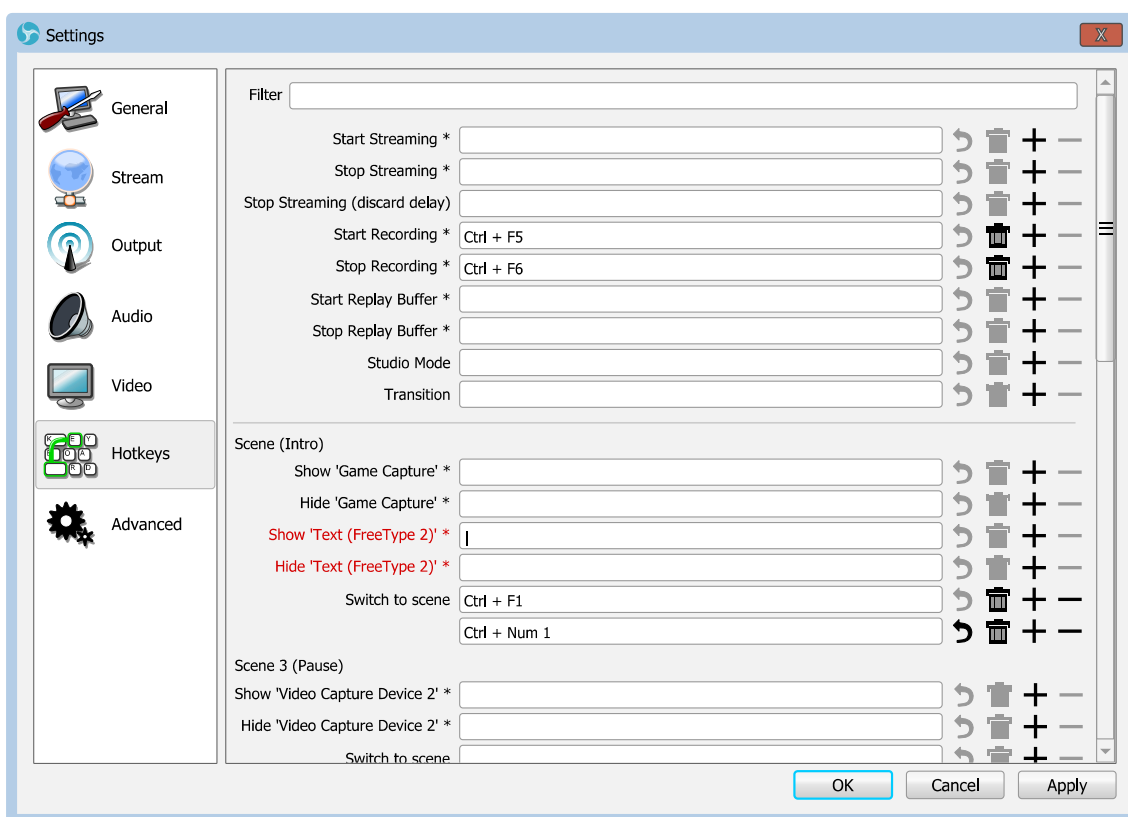 Settings
X
General
Stream
Output
Audio
Video
K E Y
B O A
R D
Hotkeys
Advanced
Filter
Start Streaming *
Stop Streaming *
Stop Streaming (discard delay)
Start Recording * Ctrl + F5
Stop Recording * Ctrl + F6
Start Replay Buffer *
Stop Replay Buffer *
Studio Mode
Transition
Scene (Intro)
Show 'Game Capture' *
Hide 'Game Capture' *
Show 'Text (FreeType 2)' *
Hide 'Text (FreeType 2)' *
Switch to scene Ctrl + F1
Ctrl + Num 1
Scene 3 (Pause)
Show 'Video Capture Device 2' *
Hide 'Video Capture Device 2' *
Switch to scene
OK Cancel Apply